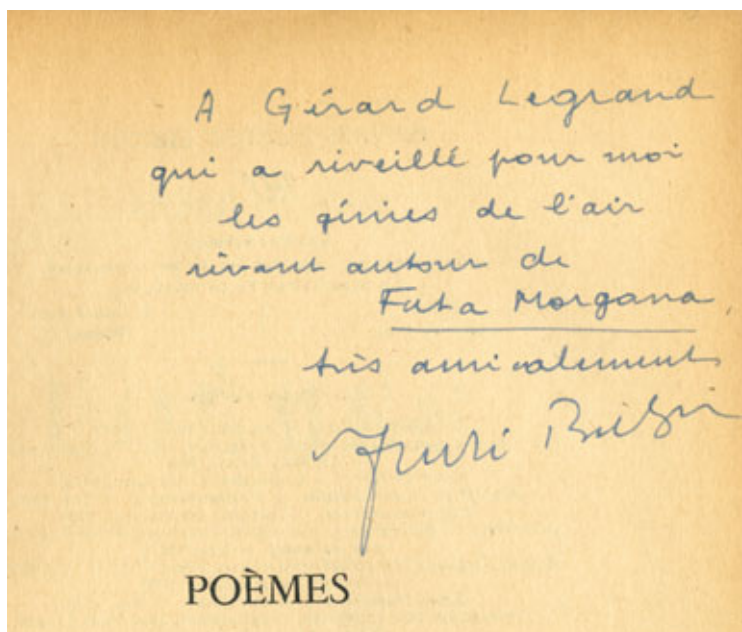 A Gérard Legrand
qui a réveillé pour moi
les génies de l'air
rêvant autour de
Fata Morgana,
très amicalement
André Breton
POÈMES